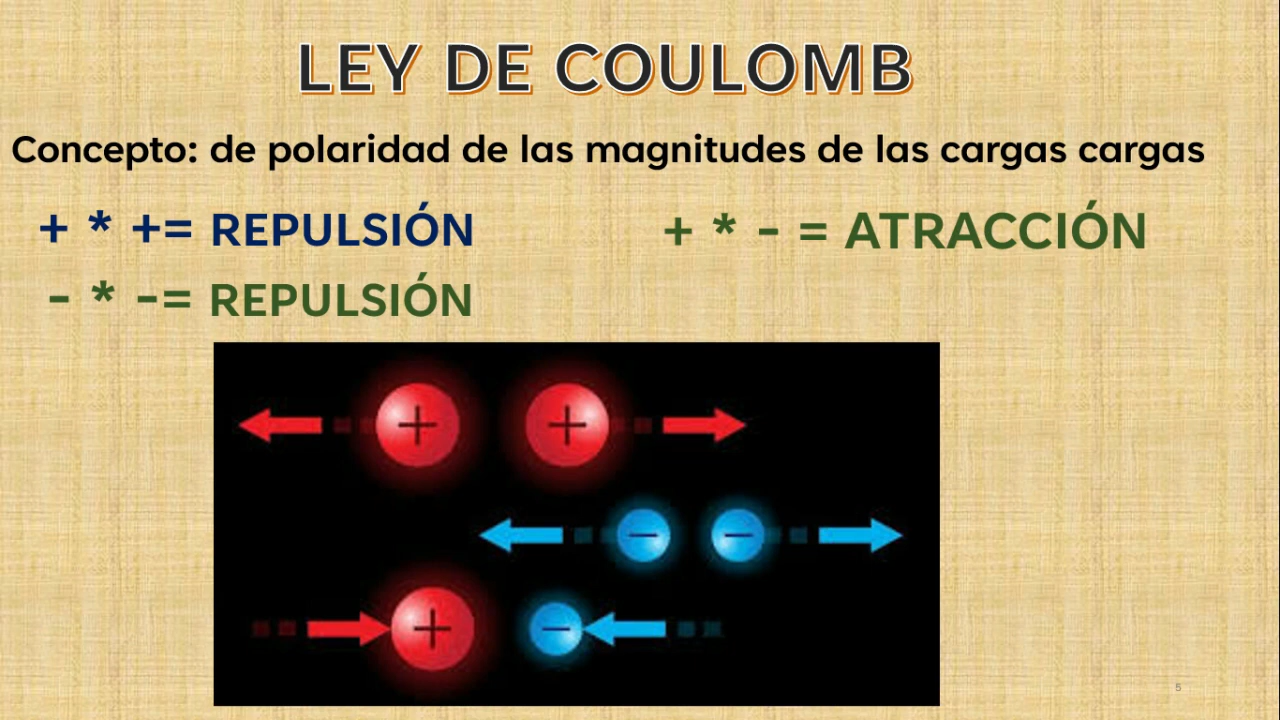 LEY DE COULOMB
Concepto: de polaridad de las magnitudes de las cargas cargas
+ * += REPULSIÓN
+ * - = ATRACCIÓN
- * -= REPULSIÓN
+ +
- -
+ -
5